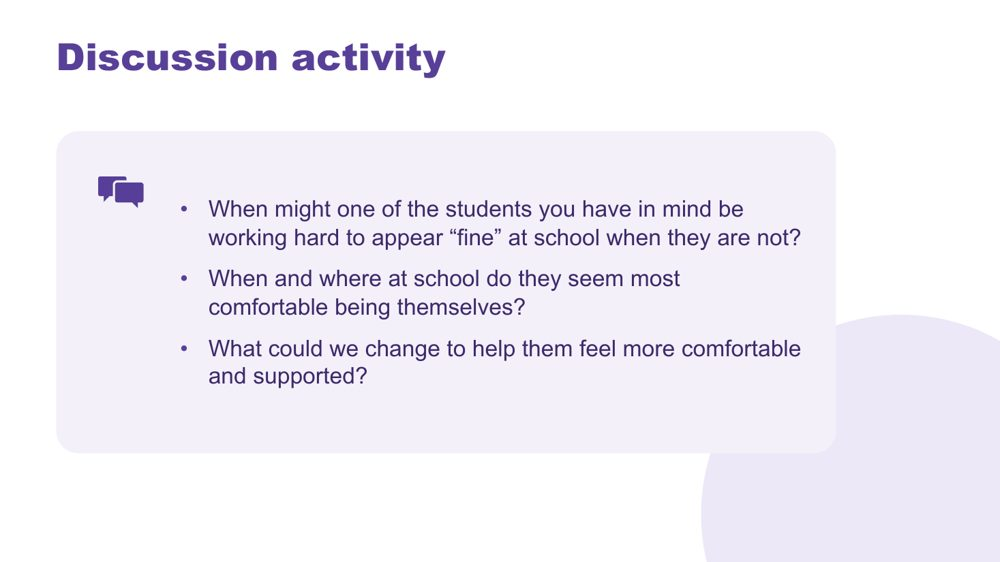 Discussion activity
• When might one of the students you have in mind be
working hard to appear “fine” at school when they are not?
• When and where at school do they seem most
comfortable being themselves?
• What could we change to help them feel more comfortable
and supported?